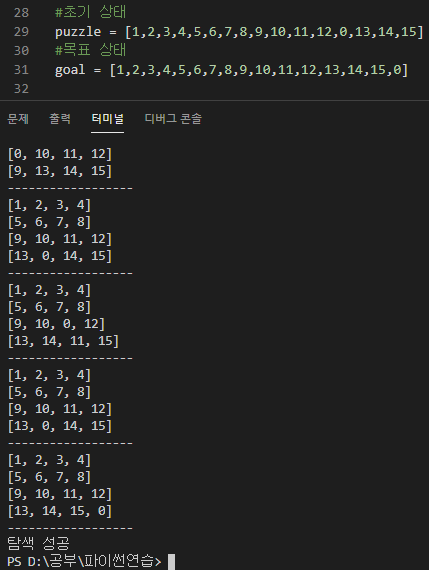 28 #초기 상태
29 puzzle = [1,2,3,4,5,6,7,8,9,10,11,12,0,13,14,15]
30 #목표 상태
31 goal = [1,2,3,4,5,6,7,8,9,10,11,12,13,14,15,0]
32
문제 출력 터미널 디버그 콘솔
[0, 10, 11, 12]
[9, 13, 14, 15]
------------------
[1, 2, 3, 4]
[5, 6, 7, 8]
[9, 10, 11, 12]
[13, 0, 14, 15]
------------------
[1, 2, 3, 4]
[5, 6, 7, 8]
[9, 10, 0, 12]
[13, 14, 11, 15]
------------------
[1, 2, 3, 4]
[5, 6, 7, 8]
[9, 10, 11, 12]
[13, 0, 14, 15]
------------------
[1, 2, 3, 4]
[5, 6, 7, 8]
[9, 10, 11, 12]
[13, 14, 15, 0]
------------------
탐색 성공
PS D:\공부\파이썬연습>